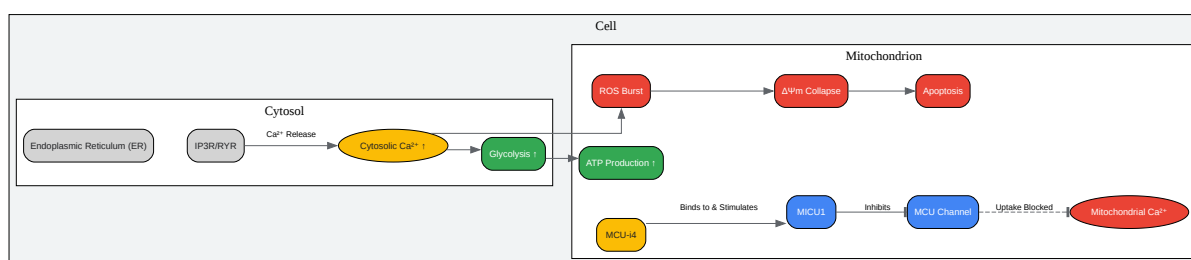 Cell
Mitochondrion
ROS Burst
ΔΨm Collapse
Apoptosis
Cytosol
Endoplasmic Reticulum (ER)
IP3R/RYR
Ca²⁺ Release
Cytosolic Ca²⁺ ↑
Glycolysis ↑
ATP Production ↑
MCU-i4
Binds to & Stimulates
MICU1
Inhibits
MCU Channel
Uptake Blocked
Mitochondrial Ca²⁺